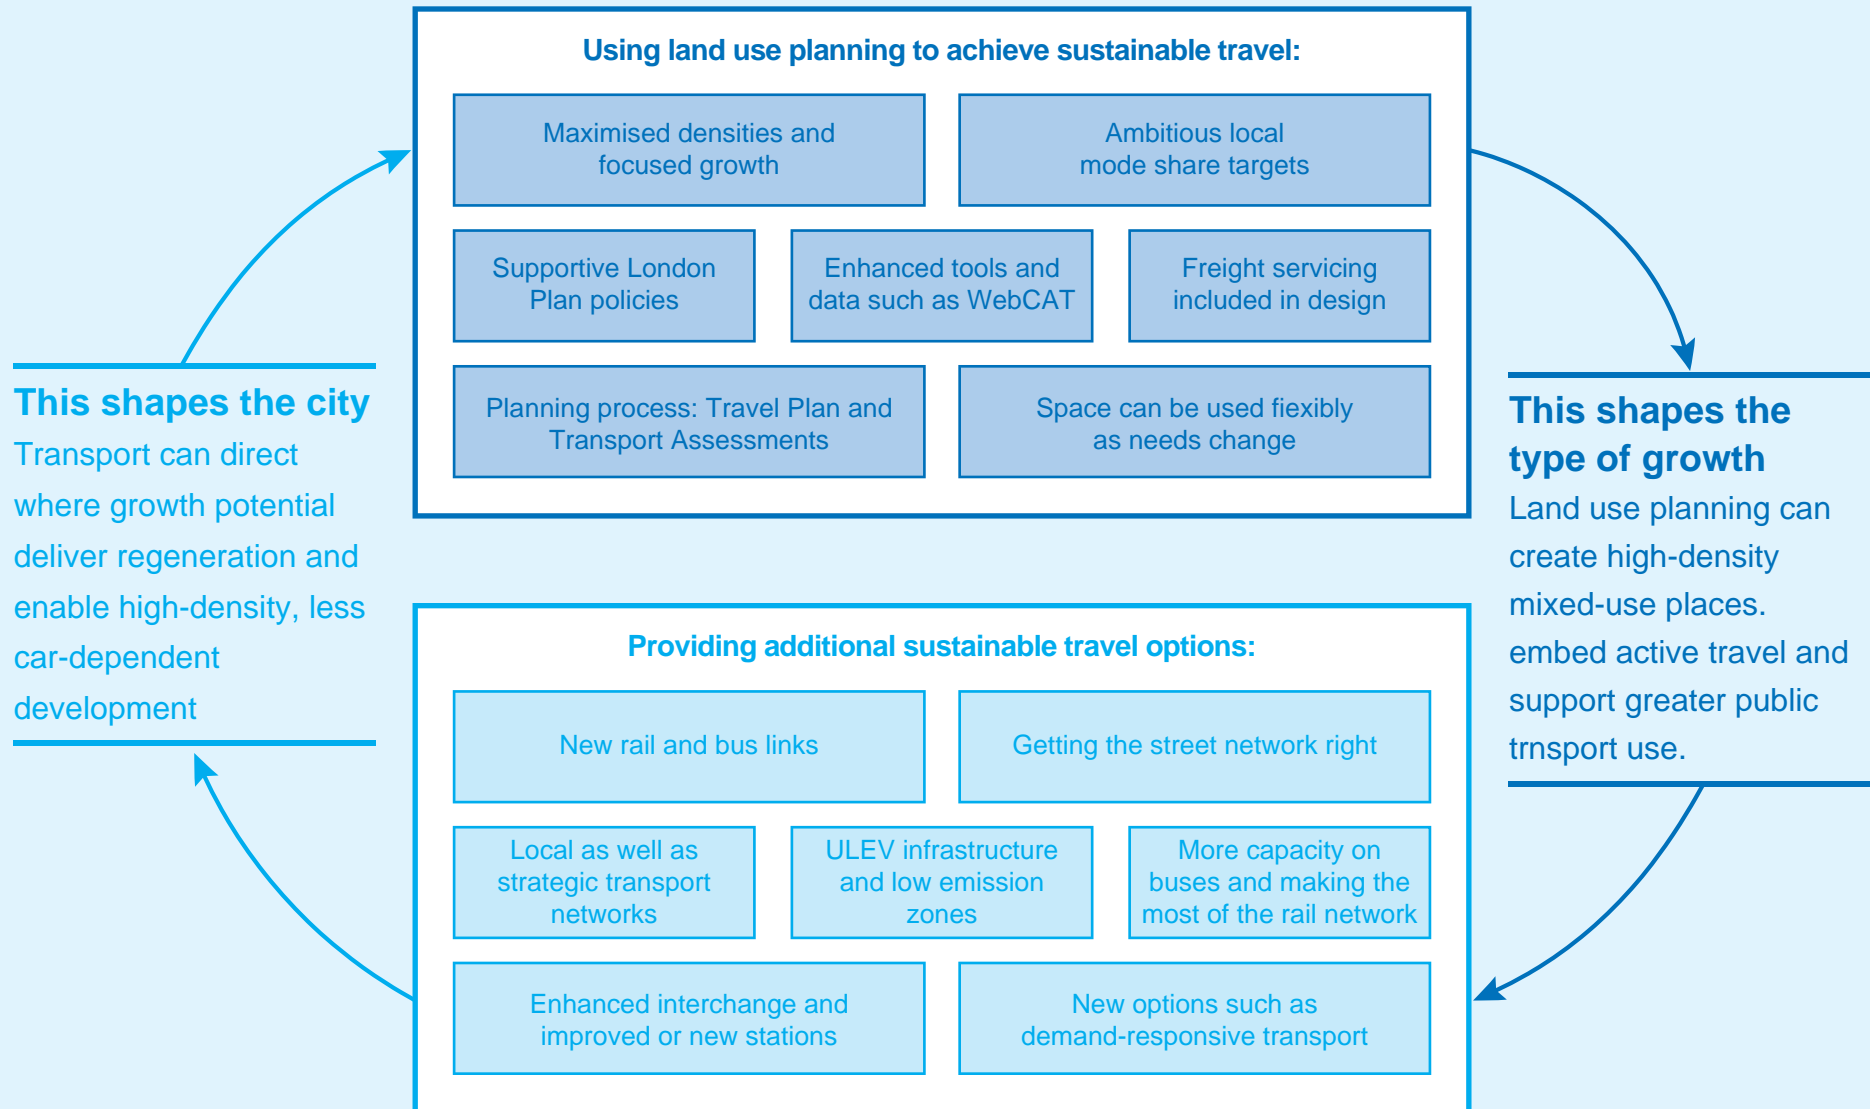 Using land use planning to achieve sustainable travel:
Maximised densities and
focused growth
Ambitious local
mode share targets
Supportive London
Plan policies
Enhanced tools and
data such as WebCAT
Freight servicing
included in design
Planning process: Travel Plan and
Transport Assessments
Space can be used fiexibly
as needs change
This shapes the city
Transport can direct
where growth potential
deliver regeneration and
enable high-density, less
car-dependent
development
This shapes the
type of growth
Land use planning can
create high-density
mixed-use places.
embed active travel and
support greater public
trnsport use.
Providing additional sustainable travel options:
New rail and bus links
Getting the street network right
Local as well as
strategic transport
networks
ULEV infrastructure
and low emission
zones
More capacity on
buses and making the
most of the rail network
Enhanced interchange and
improved or new stations
New options such as
demand-responsive transport